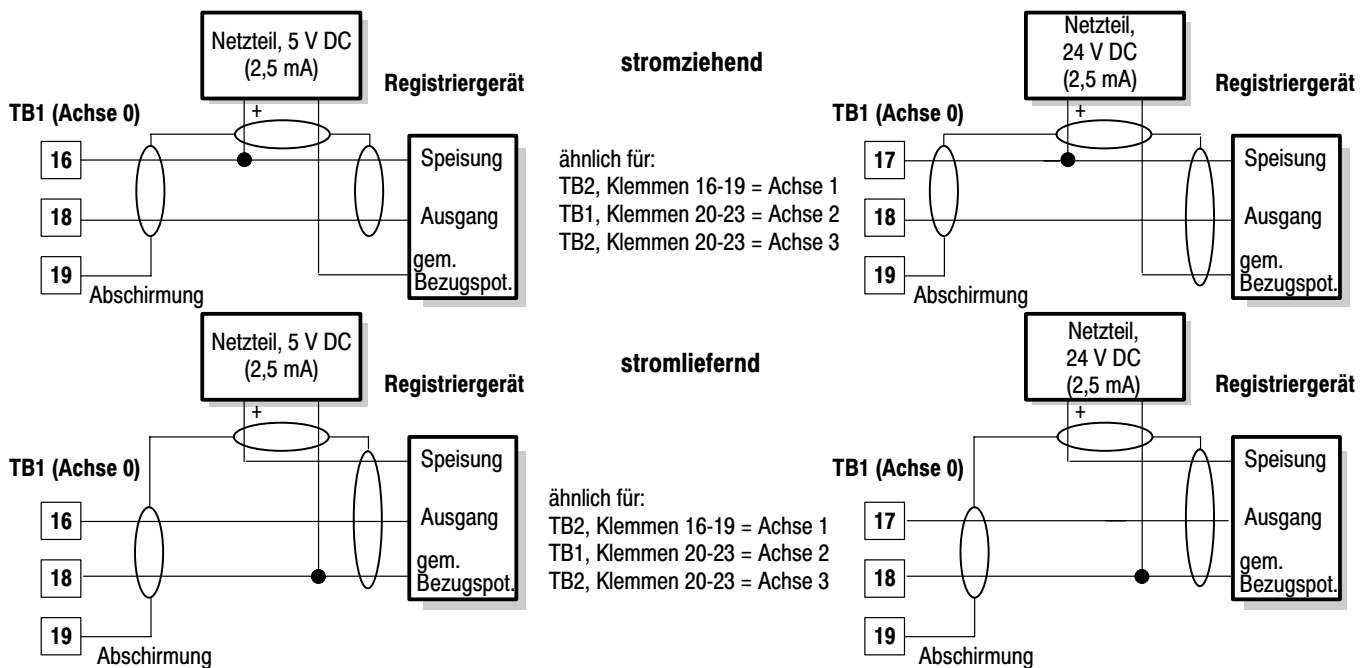 Netzteil, 5 V DC
(2,5 mA)
+
Registriergerät
TB1 (Achse 0)
16
18
19
Abschirmung
Speisung
Ausgang
gem.
Bezugspot.
stromziehend
ähnlich für:
TB2, Klemmen 16-19 = Achse 1
TB1, Klemmen 20-23 = Achse 2
TB2, Klemmen 20-23 = Achse 3
Netzteil,
24 V DC
(2,5 mA)
+
Registriergerät
TB1 (Achse 0)
17
18
19
Abschirmung
Speisung
Ausgang
gem.
Bezugspot.
Netzteil, 5 V DC
(2,5 mA)
+
Registriergerät
TB1 (Achse 0)
16
18
19
Abschirmung
Speisung
Ausgang
gem.
Bezugspot.
stromliefernd
ähnlich für:
TB2, Klemmen 16-19 = Achse 1
TB1, Klemmen 20-23 = Achse 2
TB2, Klemmen 20-23 = Achse 3
Netzteil,
24 V DC
(2,5 mA)
+
Registriergerät
TB1 (Achse 0)
17
18
19
Abschirmung
Speisung
Ausgang
gem.
Bezugspot.